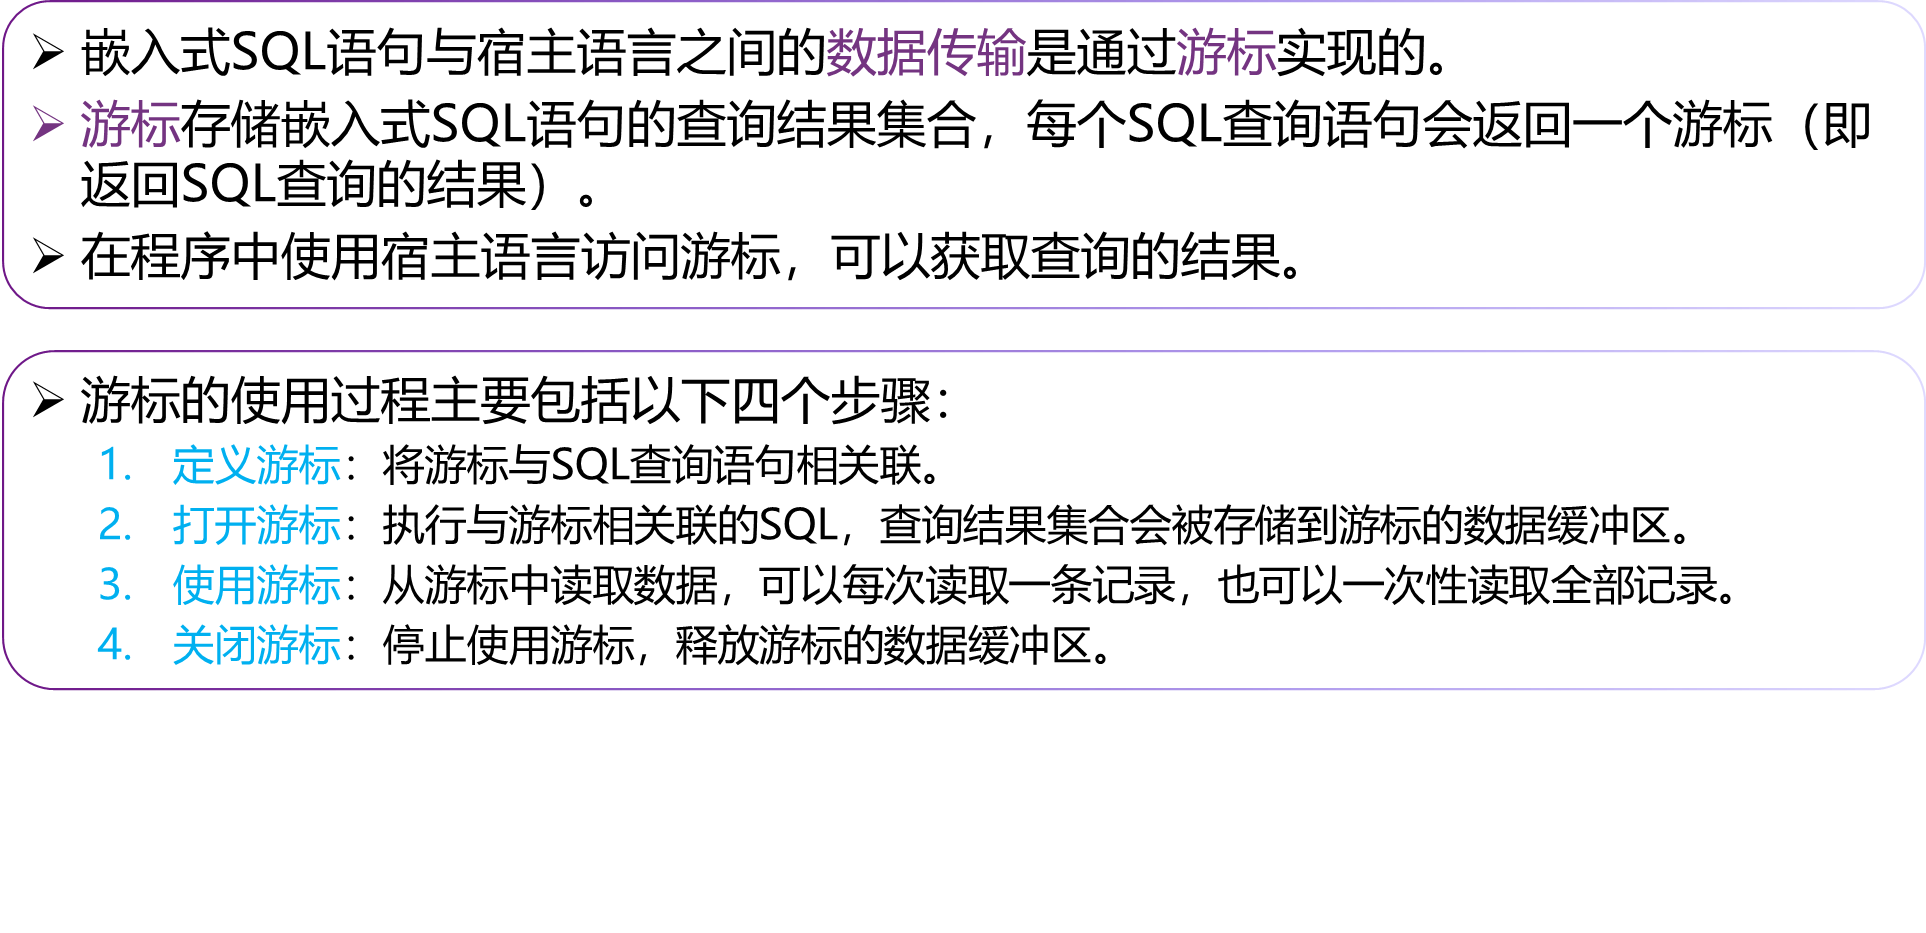 嵌入式SQL语句与宿主语言之间的数据传输是通过游标实现的。
游标存储嵌入式SQL语句的查询结果集合，每个SQL查询语句会返回一个游标（即
返回SQL查询的结果）。
在程序中使用宿主语言访问游标，可以获取查询的结果。
游标的使用过程主要包括以下四个步骤：
1. 定义游标：将游标与SQL查询语句相关联。
2. 打开游标：执行与游标相关联的SQL，查询结果集合会被存储到游标的数据缓冲区。
3. 使用游标：从游标中读取数据，可以每次读取一条记录，也可以一次性读取全部记录。
4. 关闭游标：停止使用游标，释放游标的数据缓冲区。